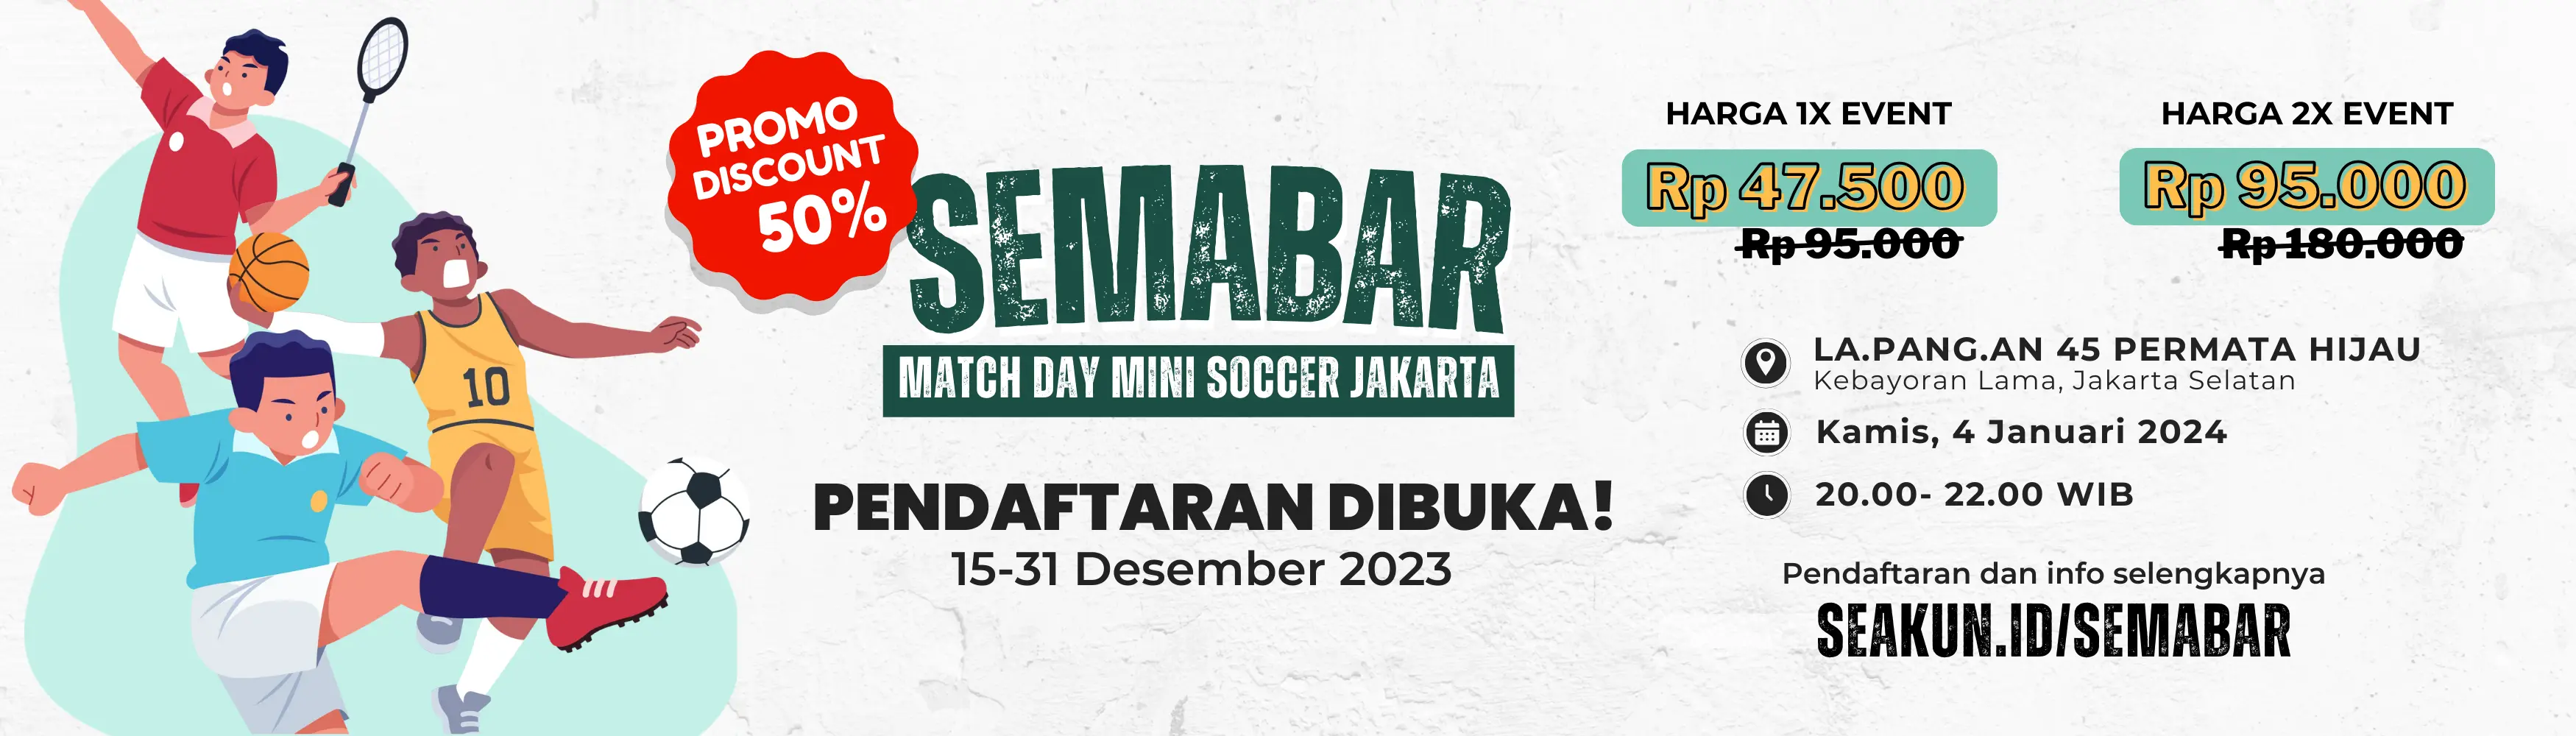 PROMO
DISCOUNT
50%
SEMABAR
MATCH DAY MINI SOCCER JAKARTA
PENDAFTARAN DIBUKA!
15-31 Desember 2023
10
HARGA 1X EVENT
Rp 47.500
Rp 95.000
HARGA 2X EVENT
Rp 95.000
Rp 180.000
LA.PANG.AN 45 PERMATA HIJAU
Kebayoran Lama, Jakarta Selatan
Kamis, 4 Januari 2024
20.00- 22.00 WIB
Pendaftaran dan info selengkapnya
SEAKUN.ID/SEMABAR